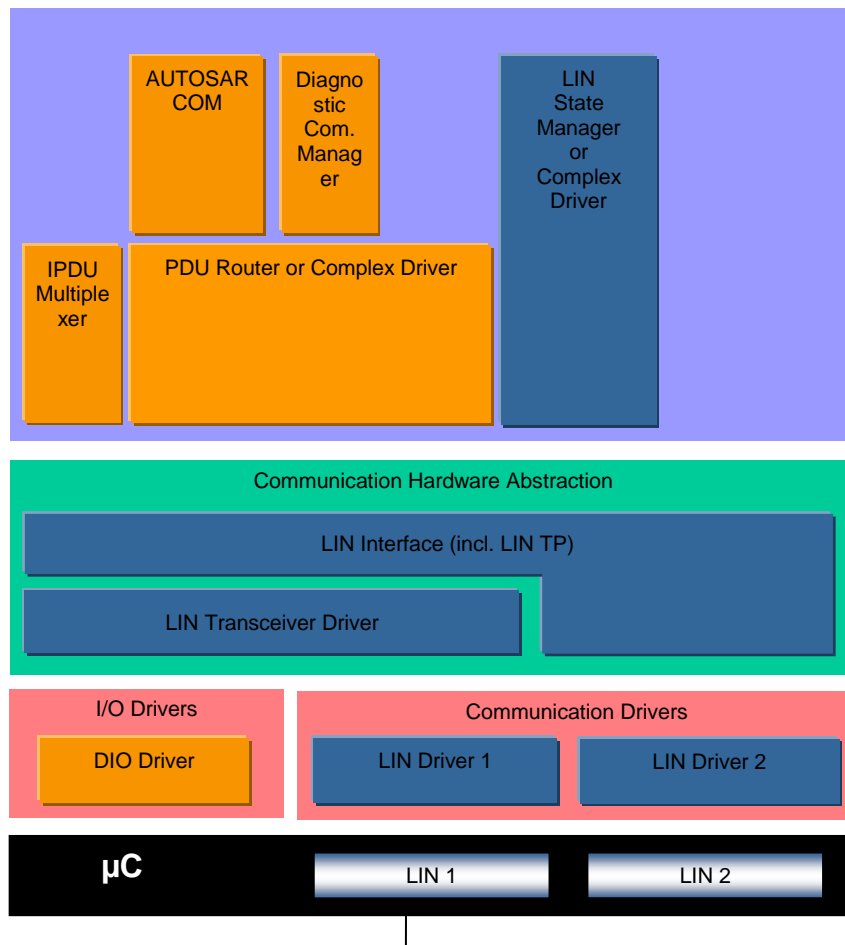 AUTOSAR
COM
Diagno
stic
Com.
Manag
er
LIN
State
Manager
or
Complex
Driver
IPDU
Multiple
xer
PDU Router or Complex Driver
Communication Hardware Abstraction
LIN Interface (incl. LIN TP)
LIN Transceiver Driver
I/O Drivers
Communication Drivers
DIO Driver
LIN Driver 1
LIN Driver 2
µC
LIN 1
LIN 2